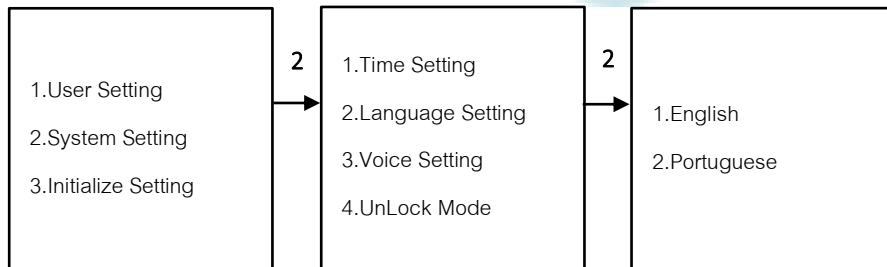 1.User Setting
2.System Setting
3.Initialize Setting
2
1.Time Setting
2.Language Setting
3.Voice Setting
4.UnLock Mode
2
1.English
2.Portuguese